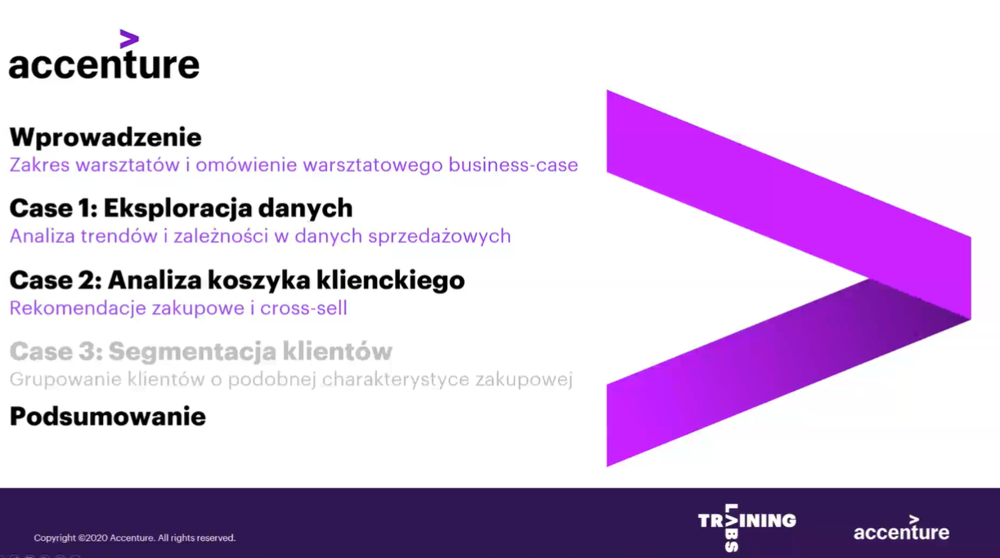 accenture
Wprowadzenie
Zakres warsztatów i omówienie warsztatowego business-case
Case 1: Eksploracja danych
Analiza trendów i zależności w danych sprzedażowych
Case 2: Analiza koszyka klienckiego
Rekomendacje zakupowe i cross-sell
Case 3: Segmentacja klientów
Grupowanie klientów o podobnej charakterystyce zakupowej
Podsumowanie
Copyright ©2020 Accenture. All rights reserved.
TRAINING
LABS
accenture